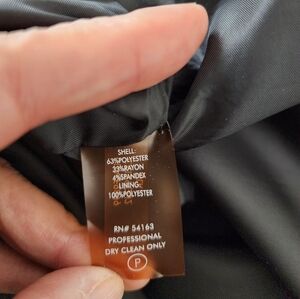 SHELL:
63%POLYESTER
33%RAYON
4%SPANDEX
LINING:
100%POLYESTER
RN# 54163
PROFESSIONAL
DRY CLEAN ONLY
P